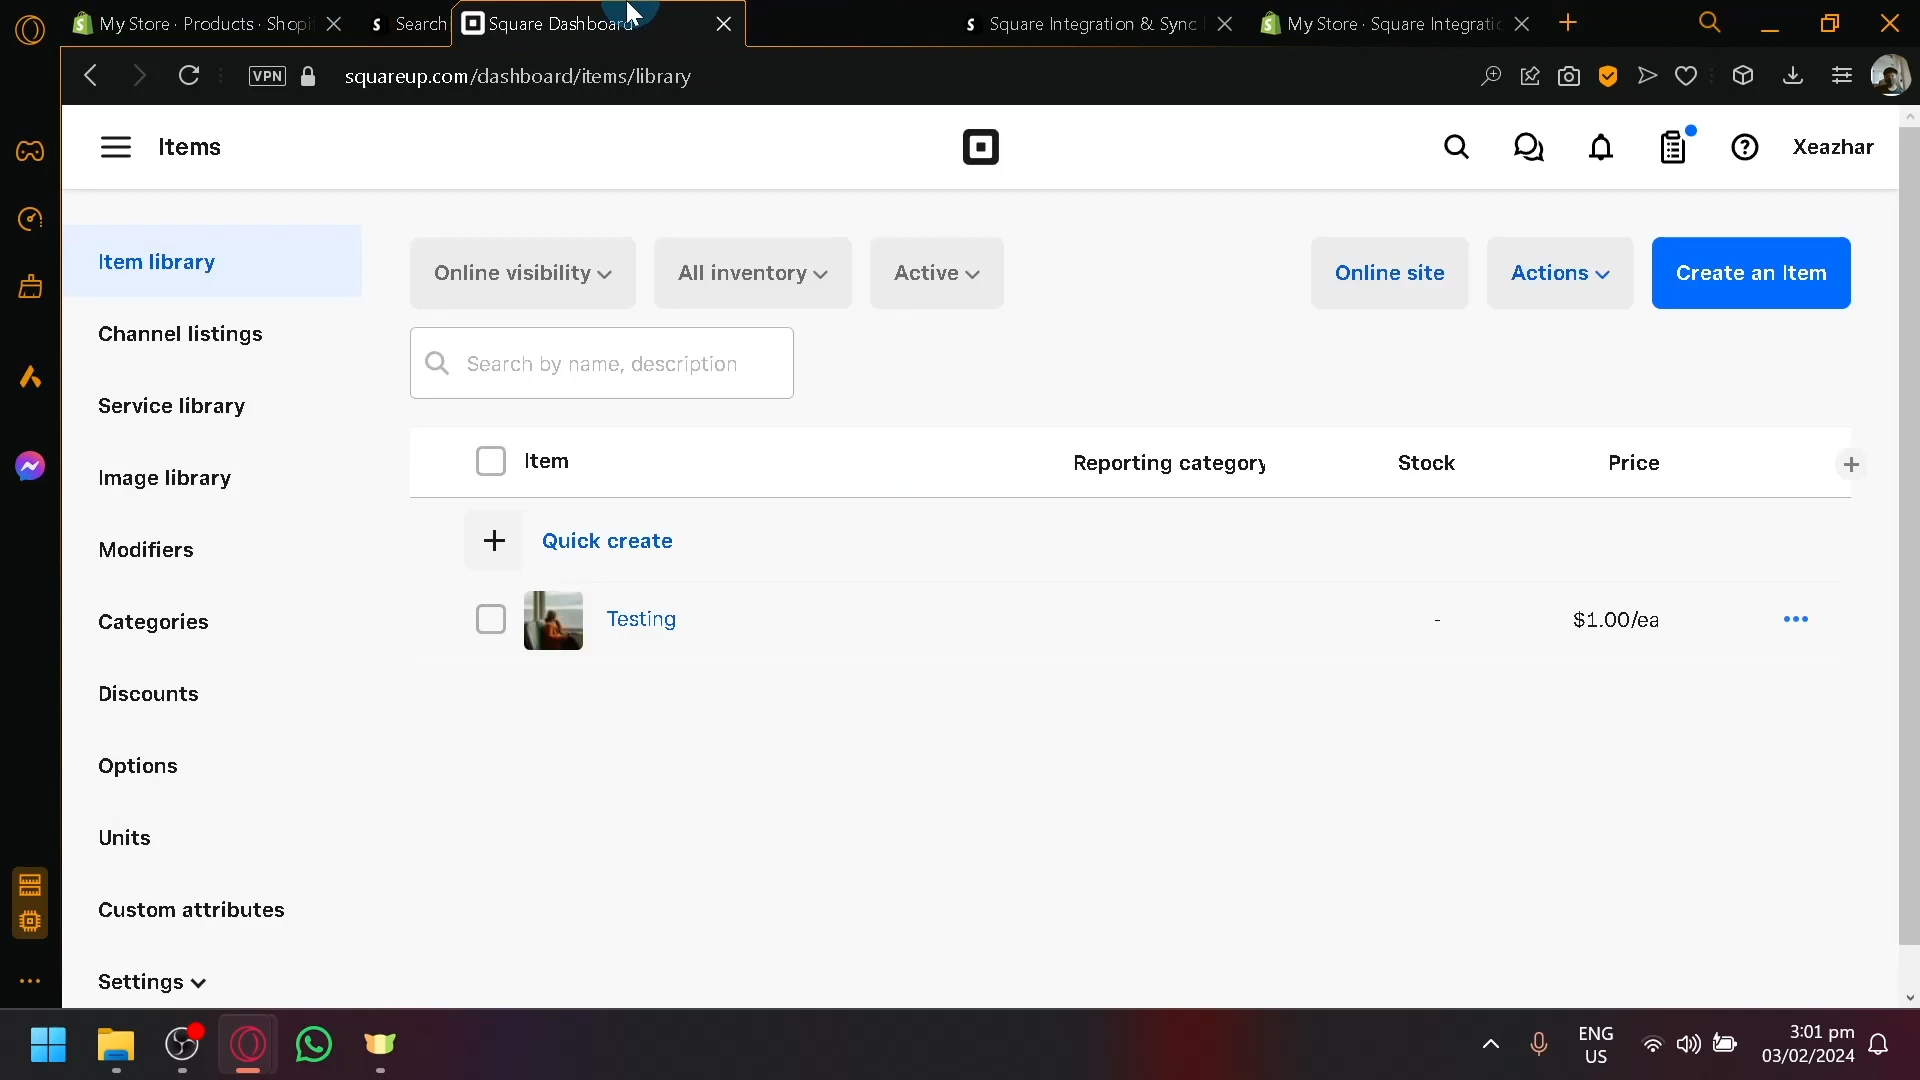 My Store · Products · Shopi
Search
Square Dashboard
Square Integration & Sync
My Store · Square Integratio
VPN
squareup.com/dashboard/items/library
Items
Xeazhar
Item library
Channel listings
Service library
Image library
Modifiers
Categories
Discounts
Options
Units
Custom attributes
Settings
Online visibility
All inventory
Active
Online site
Actions
Create an Item
Search by name, description
Item
Reporting category
Stock
Price
Quick create
Testing
-
$1.00/ea
ENG
US
3:01 pm
03/02/2024